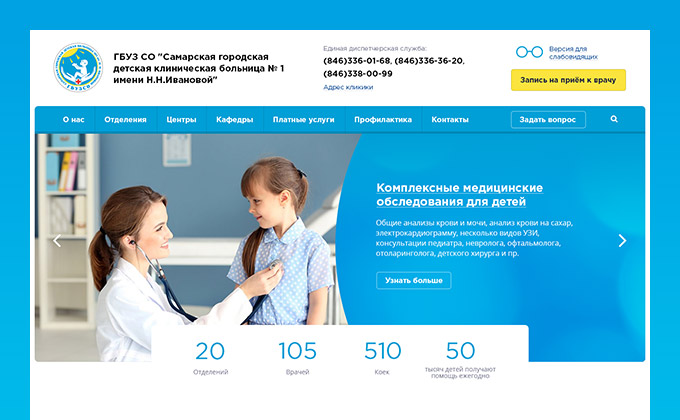 ГБУЗ СО "Самарская городская
детская клиническая больница № 1
имени Н.Н.Ивановой"
Единая диспетчерская служба:
(846)336-01-68, (846)336-36-20,
(846)338-00-99
Адрес кликики
Версия для
слабовидящих
Запись на приём к врачу
О нас
Отделения
Центры
Кафедры
Платные услуги
Профилактика
Контакты
Задать вопрос
Комплексные медицинские
обследования для детей
Общие анализы крови и мочи, анализ крови на сахар,
электрокардиограмму, несколько видов УЗИ,
консультации педиатра, невролога, офтальмолога,
отоларинголога, детского хирурга и пр.
Узнать больше
20
Отделений
105
Врачей
510
Коек
50
тысяч детей получают
помощь ежегодно